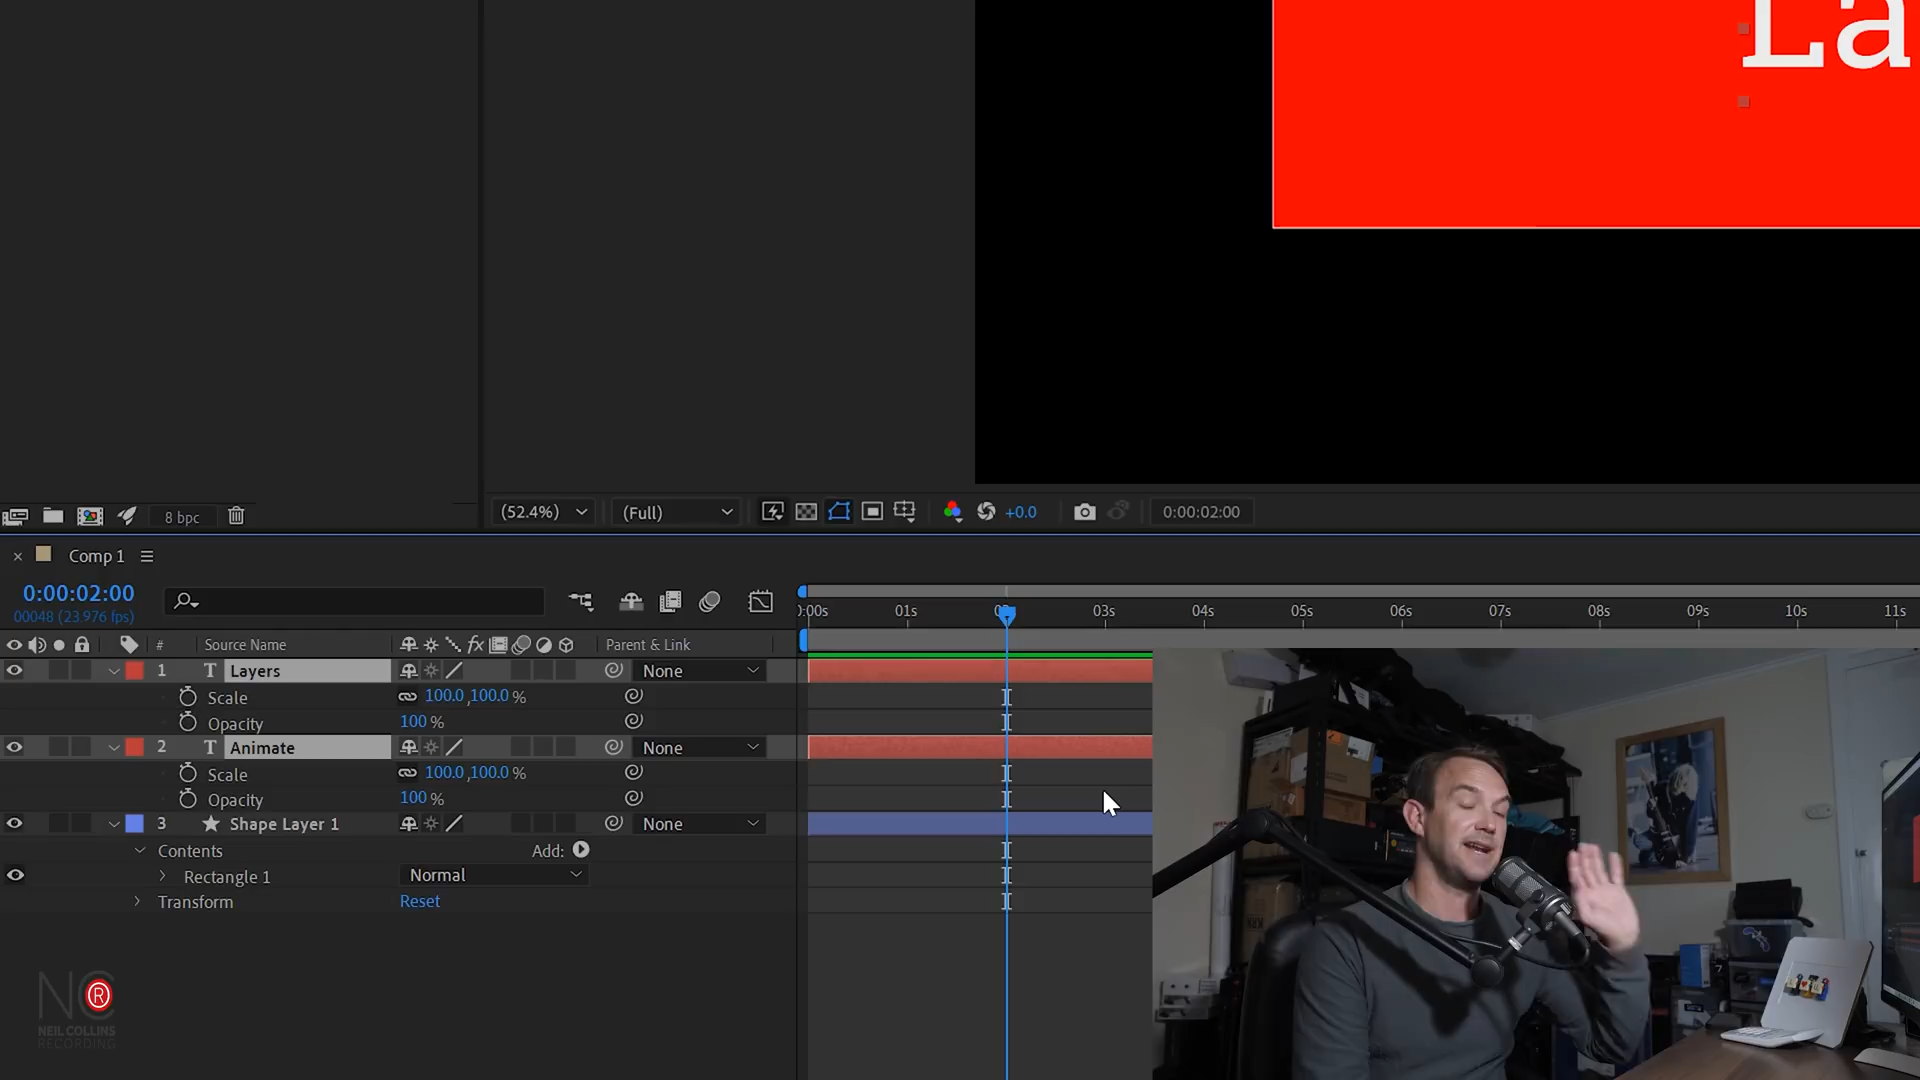 La
(52.4%)
(Full)
+0.0
0:00:02:00
8 bpc
Comp 1
0:00:02:00
00048 (23.976 fps)
):00s 01s 02s 03s 04s 05s 06s 07s 08s 09s 10s 11s
# Source Name fx Parent & Link
1 T Layers None
Scale 100.0,100.0 %
Opacity 100 %
2 T Animate None
Scale 100.0,100.0 %
Opacity 100 %
3 Shape Layer 1 None
Contents Add:
Rectangle 1 Normal
Transform Reset
NC R
NEIL COLLINS
RECORDING